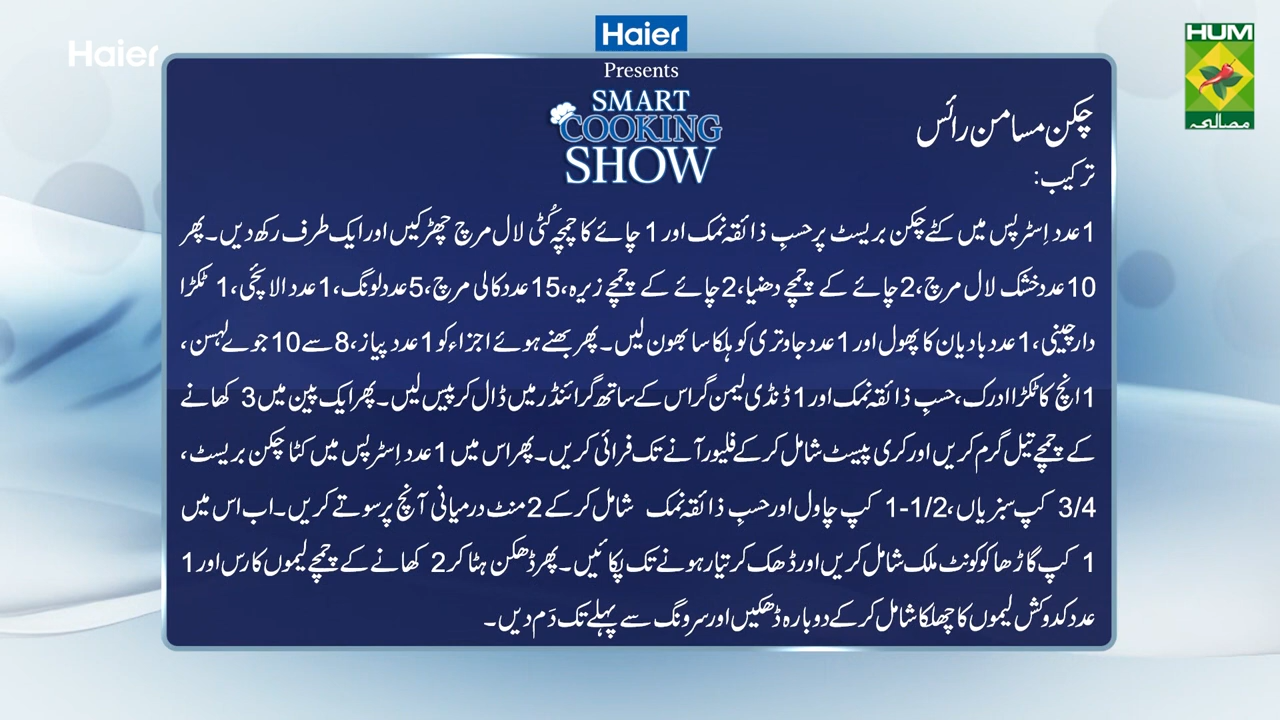 Haier
Haier
Presents
HUM
مصالحہ
SMART
COOKING
SHOW
چکن مسامن رائس
ترکیب:
1 عدد اِسٹرپس میں کٹے چکن بریسٹ پر حسبِ ذائقہ نمک اور 1 چائے کا چمچہ کُٹی لال مرچ چھڑکیں اور ایک طرف رکھ دیں۔ پھر
10 عدد خشک لال مرچ، 2 چائے کے چمچے دھنیا، 2 چائے کے چمچے زیرہ، 15 عدد کالی مرچ، 5 عدد لونگ، 1 عدد الائچی، 1 ٹکڑا
دار چینی، 1 عدد بادیان کا پھول اور 1 عدد جاوتری کو ہلکا سا بھون لیں۔ پھر بھنے ہوئے اجزاء کو 1 عدد پیاز، 8 سے 10 جوے لہسن،
1 انچ کا ٹکڑا ادرک، حسبِ ذائقہ نمک اور 1 ڈنڈی لیمن گراس کے ساتھ گرائنڈر میں ڈال کر پیس لیں۔ پھر ایک پین میں 3 کھانے
کے چمچے تیل گرم کریں اور کری پیسٹ شامل کر کے فلیور آنے تک فرائی کریں۔ پھر اس میں 1 عدد اِسٹرپس میں کٹا چکن بریسٹ،
3/4 کپ سبزیاں، 1-1/2 کپ چاول اور حسبِ ذائقہ نمک شامل کر کے 2 منٹ درمیانی آنچ پر سوتے کریں۔ اب اس میں
1 کپ گاڑھا کوکونٹ ملک شامل کریں اور ڈھک کر تیار ہونے تک پکائیں۔ پھر ڈھکن ہٹا کر 2 کھانے کے چمچے لیموں کا رس اور 1
عدد کدوکش لیموں کا چھلکا شامل کر کے دوبارہ ڈھکیں اور سرونگ سے پہلے تک دَم دیں۔